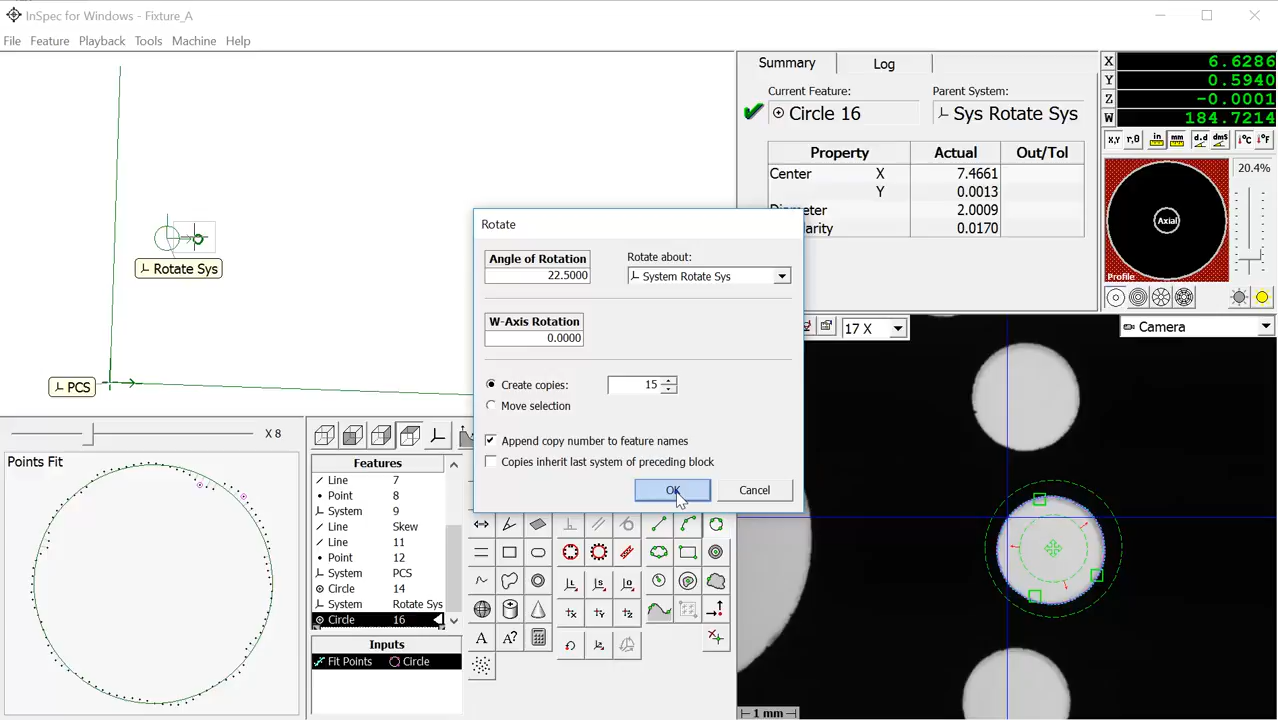 InSpec for Windows - Fixture_A
File Feature Playback Tools Machine Help
Summary Log
Current Feature: Parent System:
Circle 16 Sys Rotate Sys
Property Actual Out/Tol
Center X 7.4661
Y 0.0013
Diameter 2.0009
arity 0.0170
X 6.6286
Y 0.5940
Z -0.0001
W 184.7214
x,y r,θ in mm d.d dms °C °F
20.4%
Axial
Profile
Rotate Sys
PCS
Rotate
Angle of Rotation Rotate about:
22.5000 System Rotate Sys
W-Axis Rotation
0.0000
Create copies: 15
Move selection
Append copy number to feature names
Copies inherit last system of preceding block
OK Cancel
17 X Camera
X 8
Points Fit
Features
Line 7
Point 8
System 9
Line Skew
Line 11
Point 12
System PCS
Circle 14
System Rotate Sys
Circle 16
Inputs
Fit Points Circle
1 mm